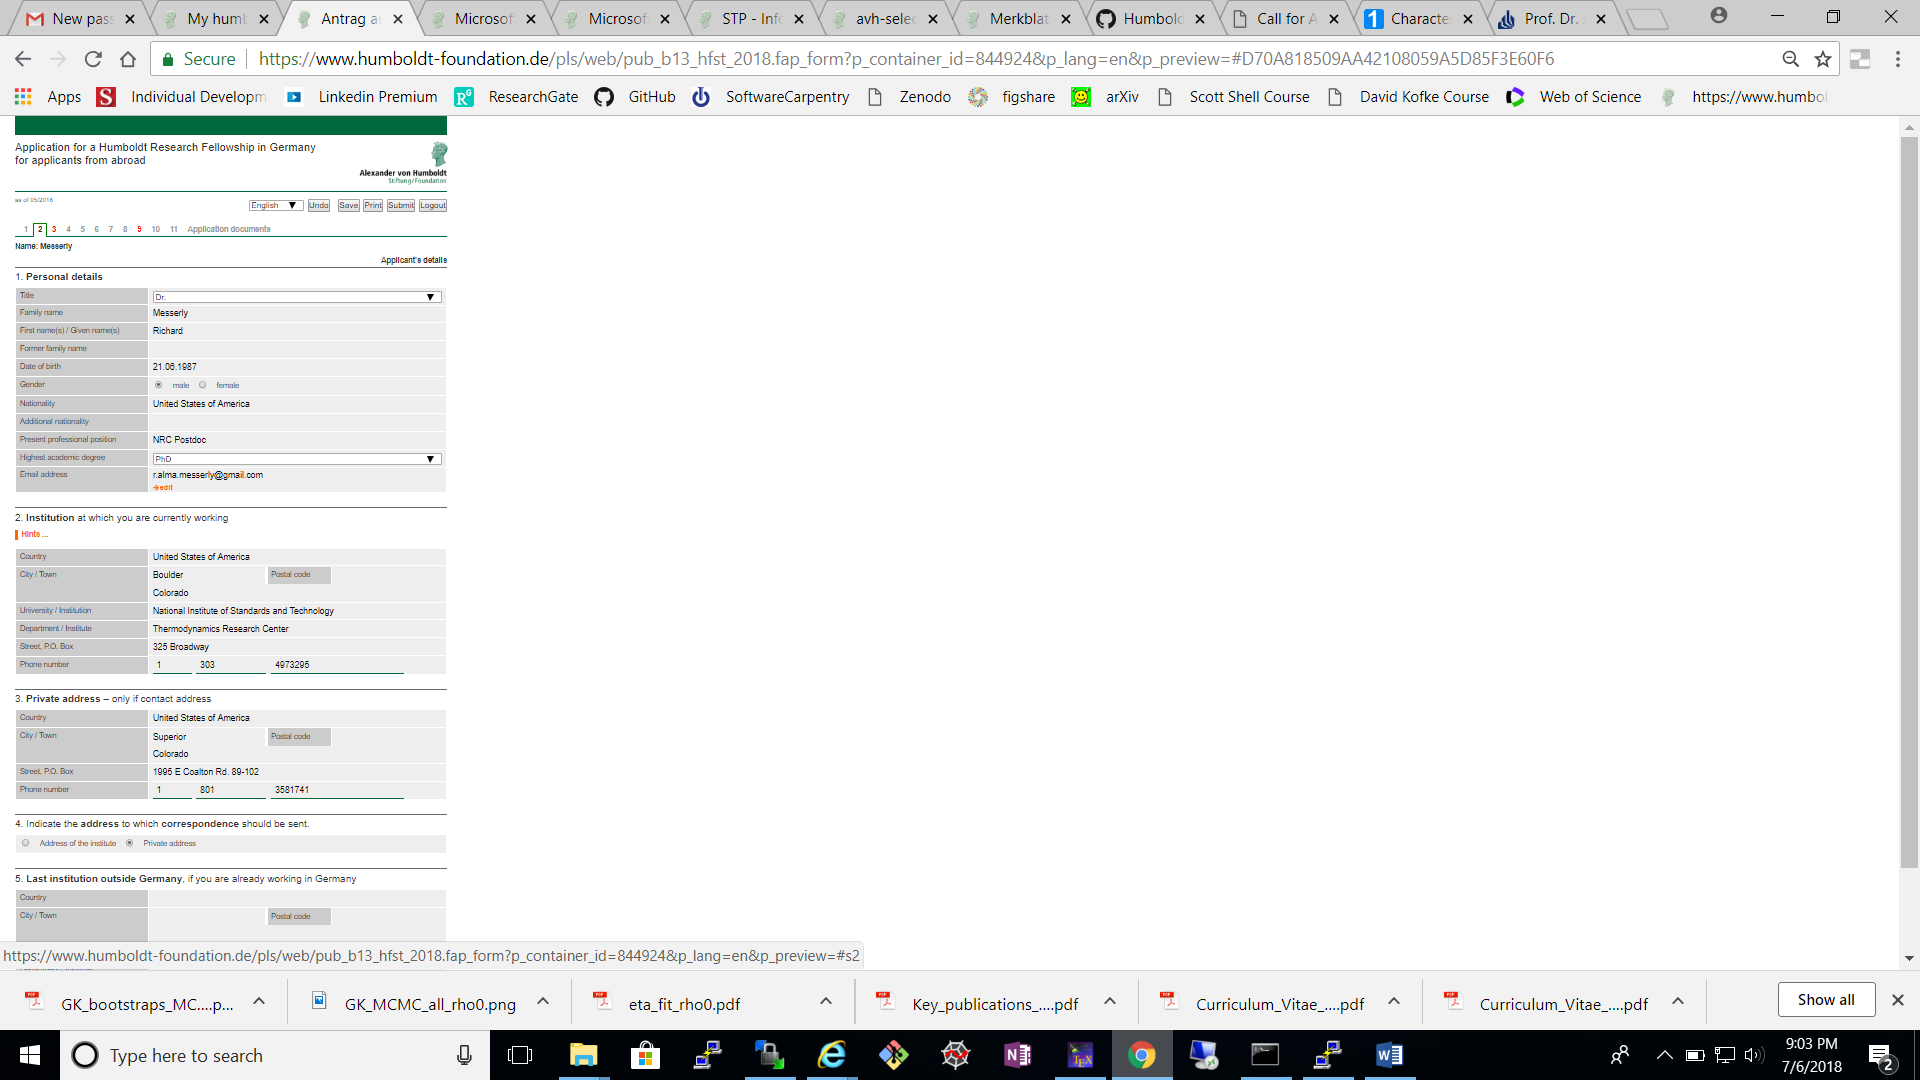 New pass
My humb
Antrag au
Microsof
Microsof
STP - Info
avh-selec
Merkblat
Humbold
Call for A
1 Characte
Prof. Dr.
Secure https://www.humboldt-foundation.de/pls/web/pub_b13_hfst_2018.fap_form?p_container_id=844924&p_lang=en&p_preview=#D70A818509AA42108059A5D85F3E60F6
Apps Individual Developm Linkedin Premium ResearchGate GitHub SoftwareCarpentry Zenodo figshare arXiv Scott Shell Course David Kofke Course Web of Science https://www.humbol
Application for a Humboldt Research Fellowship in Germany
for applicants from abroad
Alexander von Humboldt
Stiftung/Foundation
as of 05/2018
English Undo Save Print Submit Logout
1 2 3 4 5 6 7 8 9 10 11 Application documents
Name: Messerly
Applicant's details
1. Personal details
Title Dr.
Family name Messerly
First name(s) / Given name(s) Richard
Former family name
Date of birth 21.06.1987
Gender male female
Nationality United States of America
Additional nationality
Present professional position NRC Postdoc
Highest academic degree PhD
Email address r.alma.messerly@gmail.com
edit
2. Institution at which you are currently working
Hints ...
Country United States of America
City / Town Boulder Postal code
Colorado
University / Institution National Institute of Standards and Technology
Department / Institute Thermodynamics Research Center
Street, P.O. Box 325 Broadway
Phone number 1 303 4973295
3. Private address – only if contact address
Country United States of America
City / Town Superior Postal code
Colorado
Street, P.O. Box 1995 E Coalton Rd. 89-102
Phone number 1 801 3581741
4. Indicate the address to which correspondence should be sent.
Address of the institute Private address
5. Last institution outside Germany, if you are already working in Germany
Country
City / Town Postal code
https://www.humboldt-foundation.de/pls/web/pub_b13_hfst_2018.fap_form?p_container_id=844924&p_lang=en&p_preview=#s2
GK_bootstraps_MC....p... GK_MCMC_all_rho0.png eta_fit_rho0.pdf Key_publications_....pdf Curriculum_Vitae_....pdf Curriculum_Vitae_....pdf Show all
Type here to search
9:03 PM
7/6/2018
2